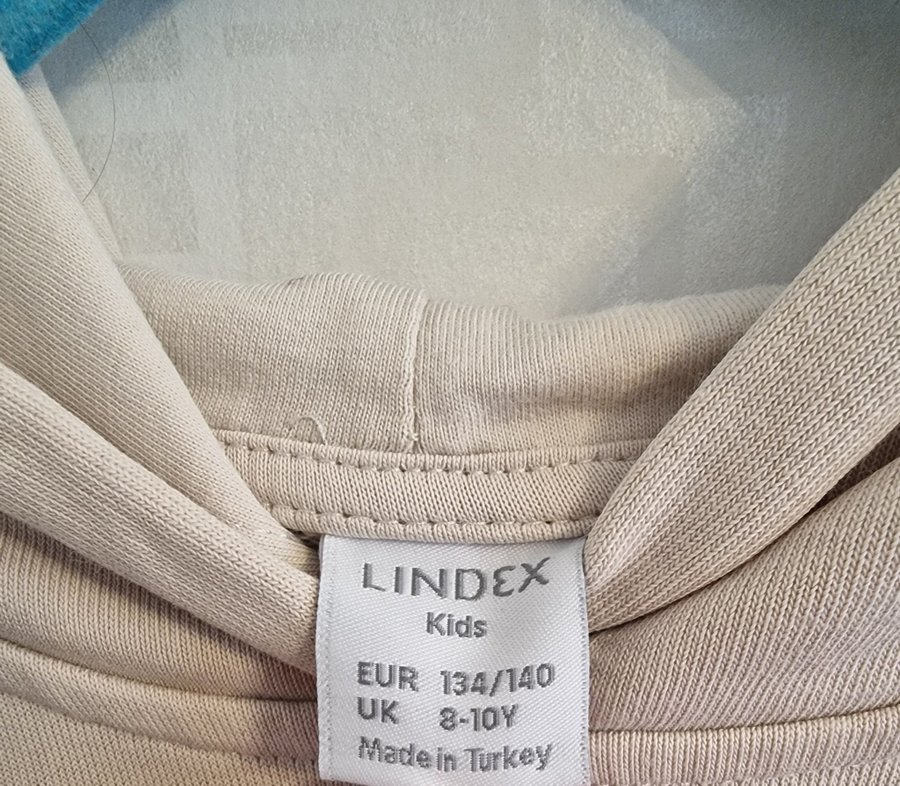 LINDEX
Kids
EUR 134/140
UK 8-10Y
Made in Turkey